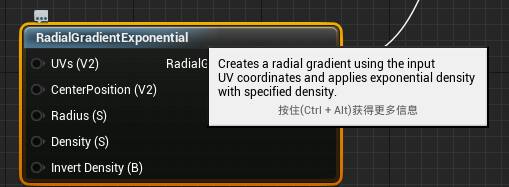 RadialGradientExponential
UVs (V2)
RadialG
CenterPosition (V2)
Radius (S)
Density (S)
Invert Density (B)
Creates a radial gradient using the input
UV coordinates and applies exponential density
with specified density.
按住(Ctrl + Alt)获得更多信息